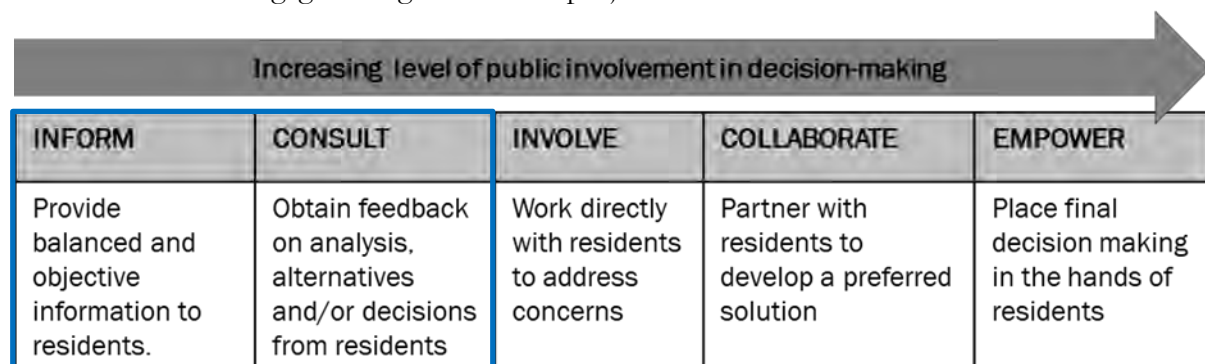 Increasing level of public involvement in decision-making
INFORM
CONSULT
INVOLVE
COLLABORATE
EMPOWER
Provide
balanced and
objective
information to
residents.
Obtain feedback
on analysis,
alternatives
and/or decisions
from residents
Work directly
with residents
to address
concerns
Partner with
residents to
develop a preferred
solution
Place final
decision making
in the hands of
residents